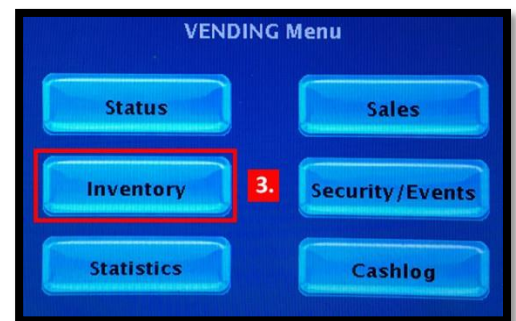 VENDING Menu
Status
Sales
Inventory
3.
Security/Events
Statistics
Cashlog